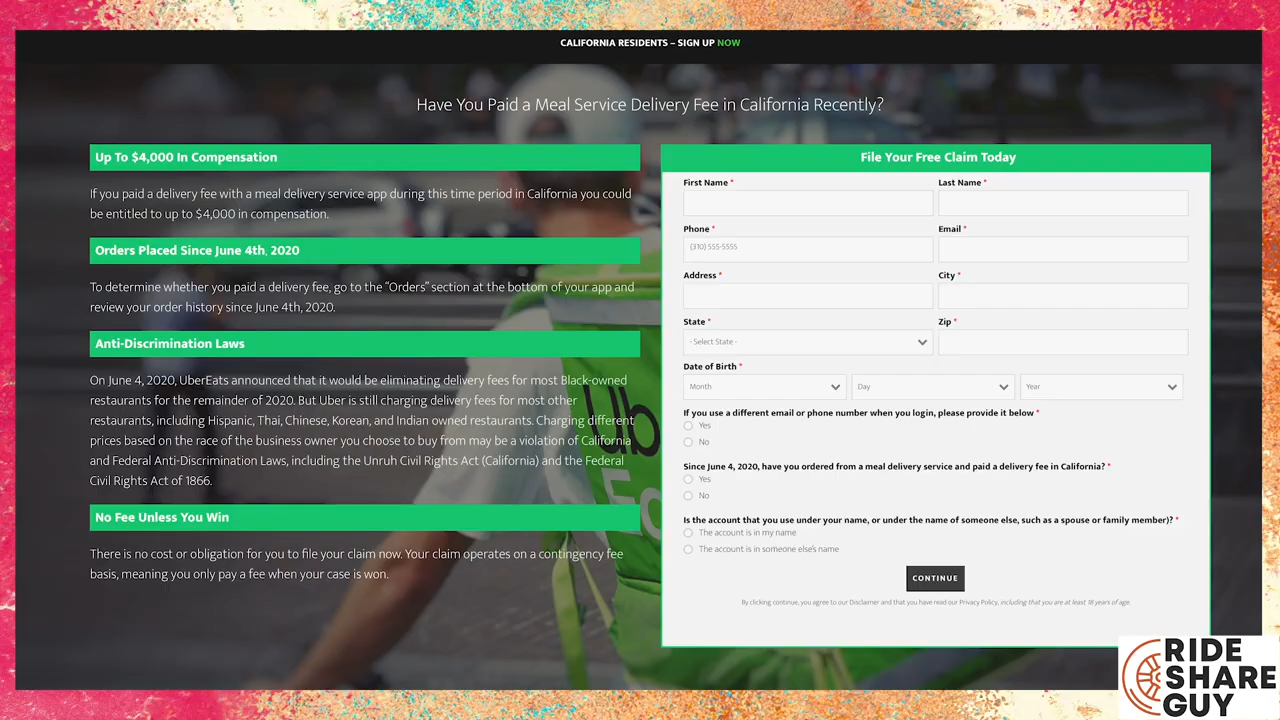 CALIFORNIA RESIDENTS – SIGN UP NOW
Have You Paid a Meal Service Delivery Fee in California Recently?
Up To $4,000 In Compensation
If you paid a delivery fee with a meal delivery service app during this time period in California you could
be entitled to up to $4,000 in compensation.
Orders Placed Since June 4th, 2020
To determine whether you paid a delivery fee, go to the “Orders” section at the bottom of your app and
review your order history since June 4th, 2020.
Anti-Discrimination Laws
On June 4, 2020, UberEats announced that it would be eliminating delivery fees for most Black-owned
restaurants for the remainder of 2020. But Uber is still charging delivery fees for most other
restaurants, including Hispanic, Thai, Chinese, Korean, and Indian owned restaurants. Charging different
prices based on the race of the business owner you choose to buy from may be a violation of California
and Federal Anti-Discrimination Laws, including the Unruh Civil Rights Act (California) and the Federal
Civil Rights Act of 1866.
No Fee Unless You Win
There is no cost or obligation for you to file your claim now. Your claim operates on a contingency fee
basis, meaning you only pay a fee when your case is won.
File Your Free Claim Today
First Name * Last Name *
Phone * Email *
(310) 555-5555
Address * City *
State * Zip *
- Select State -
Date of Birth *
Month Day Year
If you use a different email or phone number when you login, please provide it below *
Yes
No
Since June 4, 2020, have you ordered from a meal delivery service and paid a delivery fee in California? *
Yes
No
Is the account that you use under your name, or under the name of someone else, such as a spouse or family member)? *
The account is in my name
The account is in someone else's name
CONTINUE
By clicking continue, you agree to our Disclaimer and that you have read our Privacy Policy, including that you are at least 18 years of age.
RIDE
SHARE
GUY